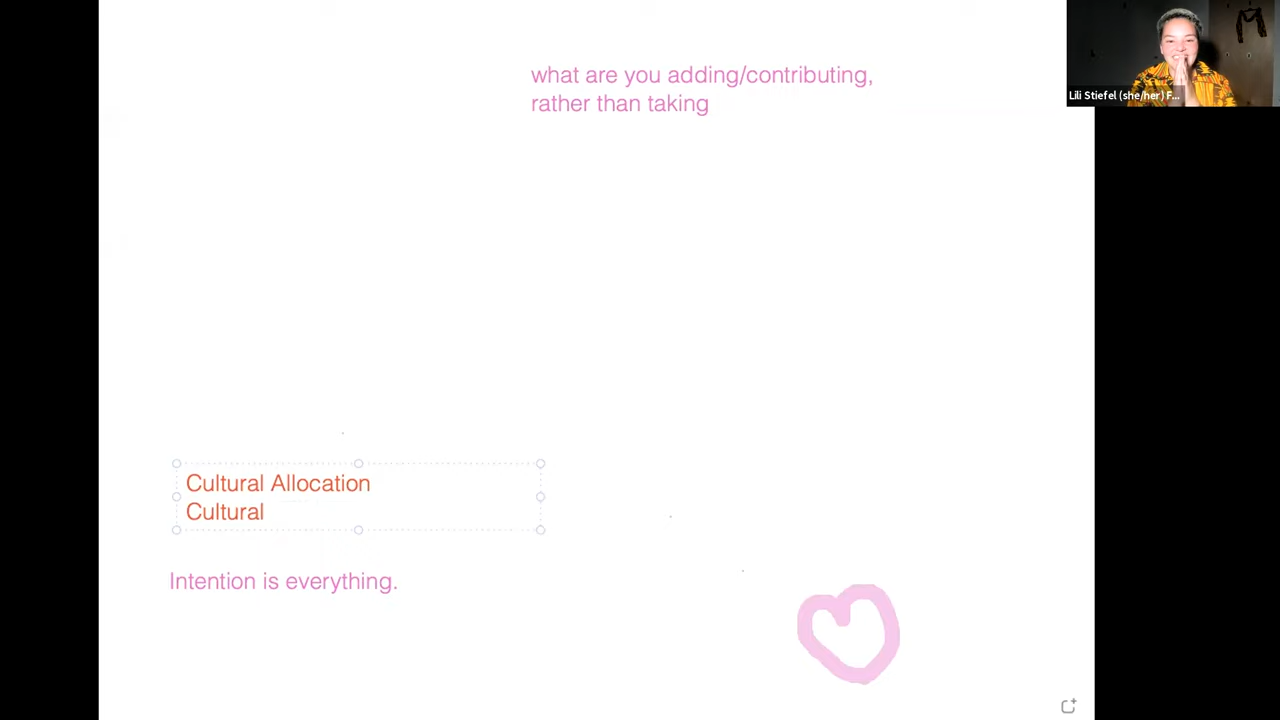 what are you adding/contributing,
rather than taking
Lili Stiefel (she/her) F...
Cultural Allocation
Cultural
Intention is everything.